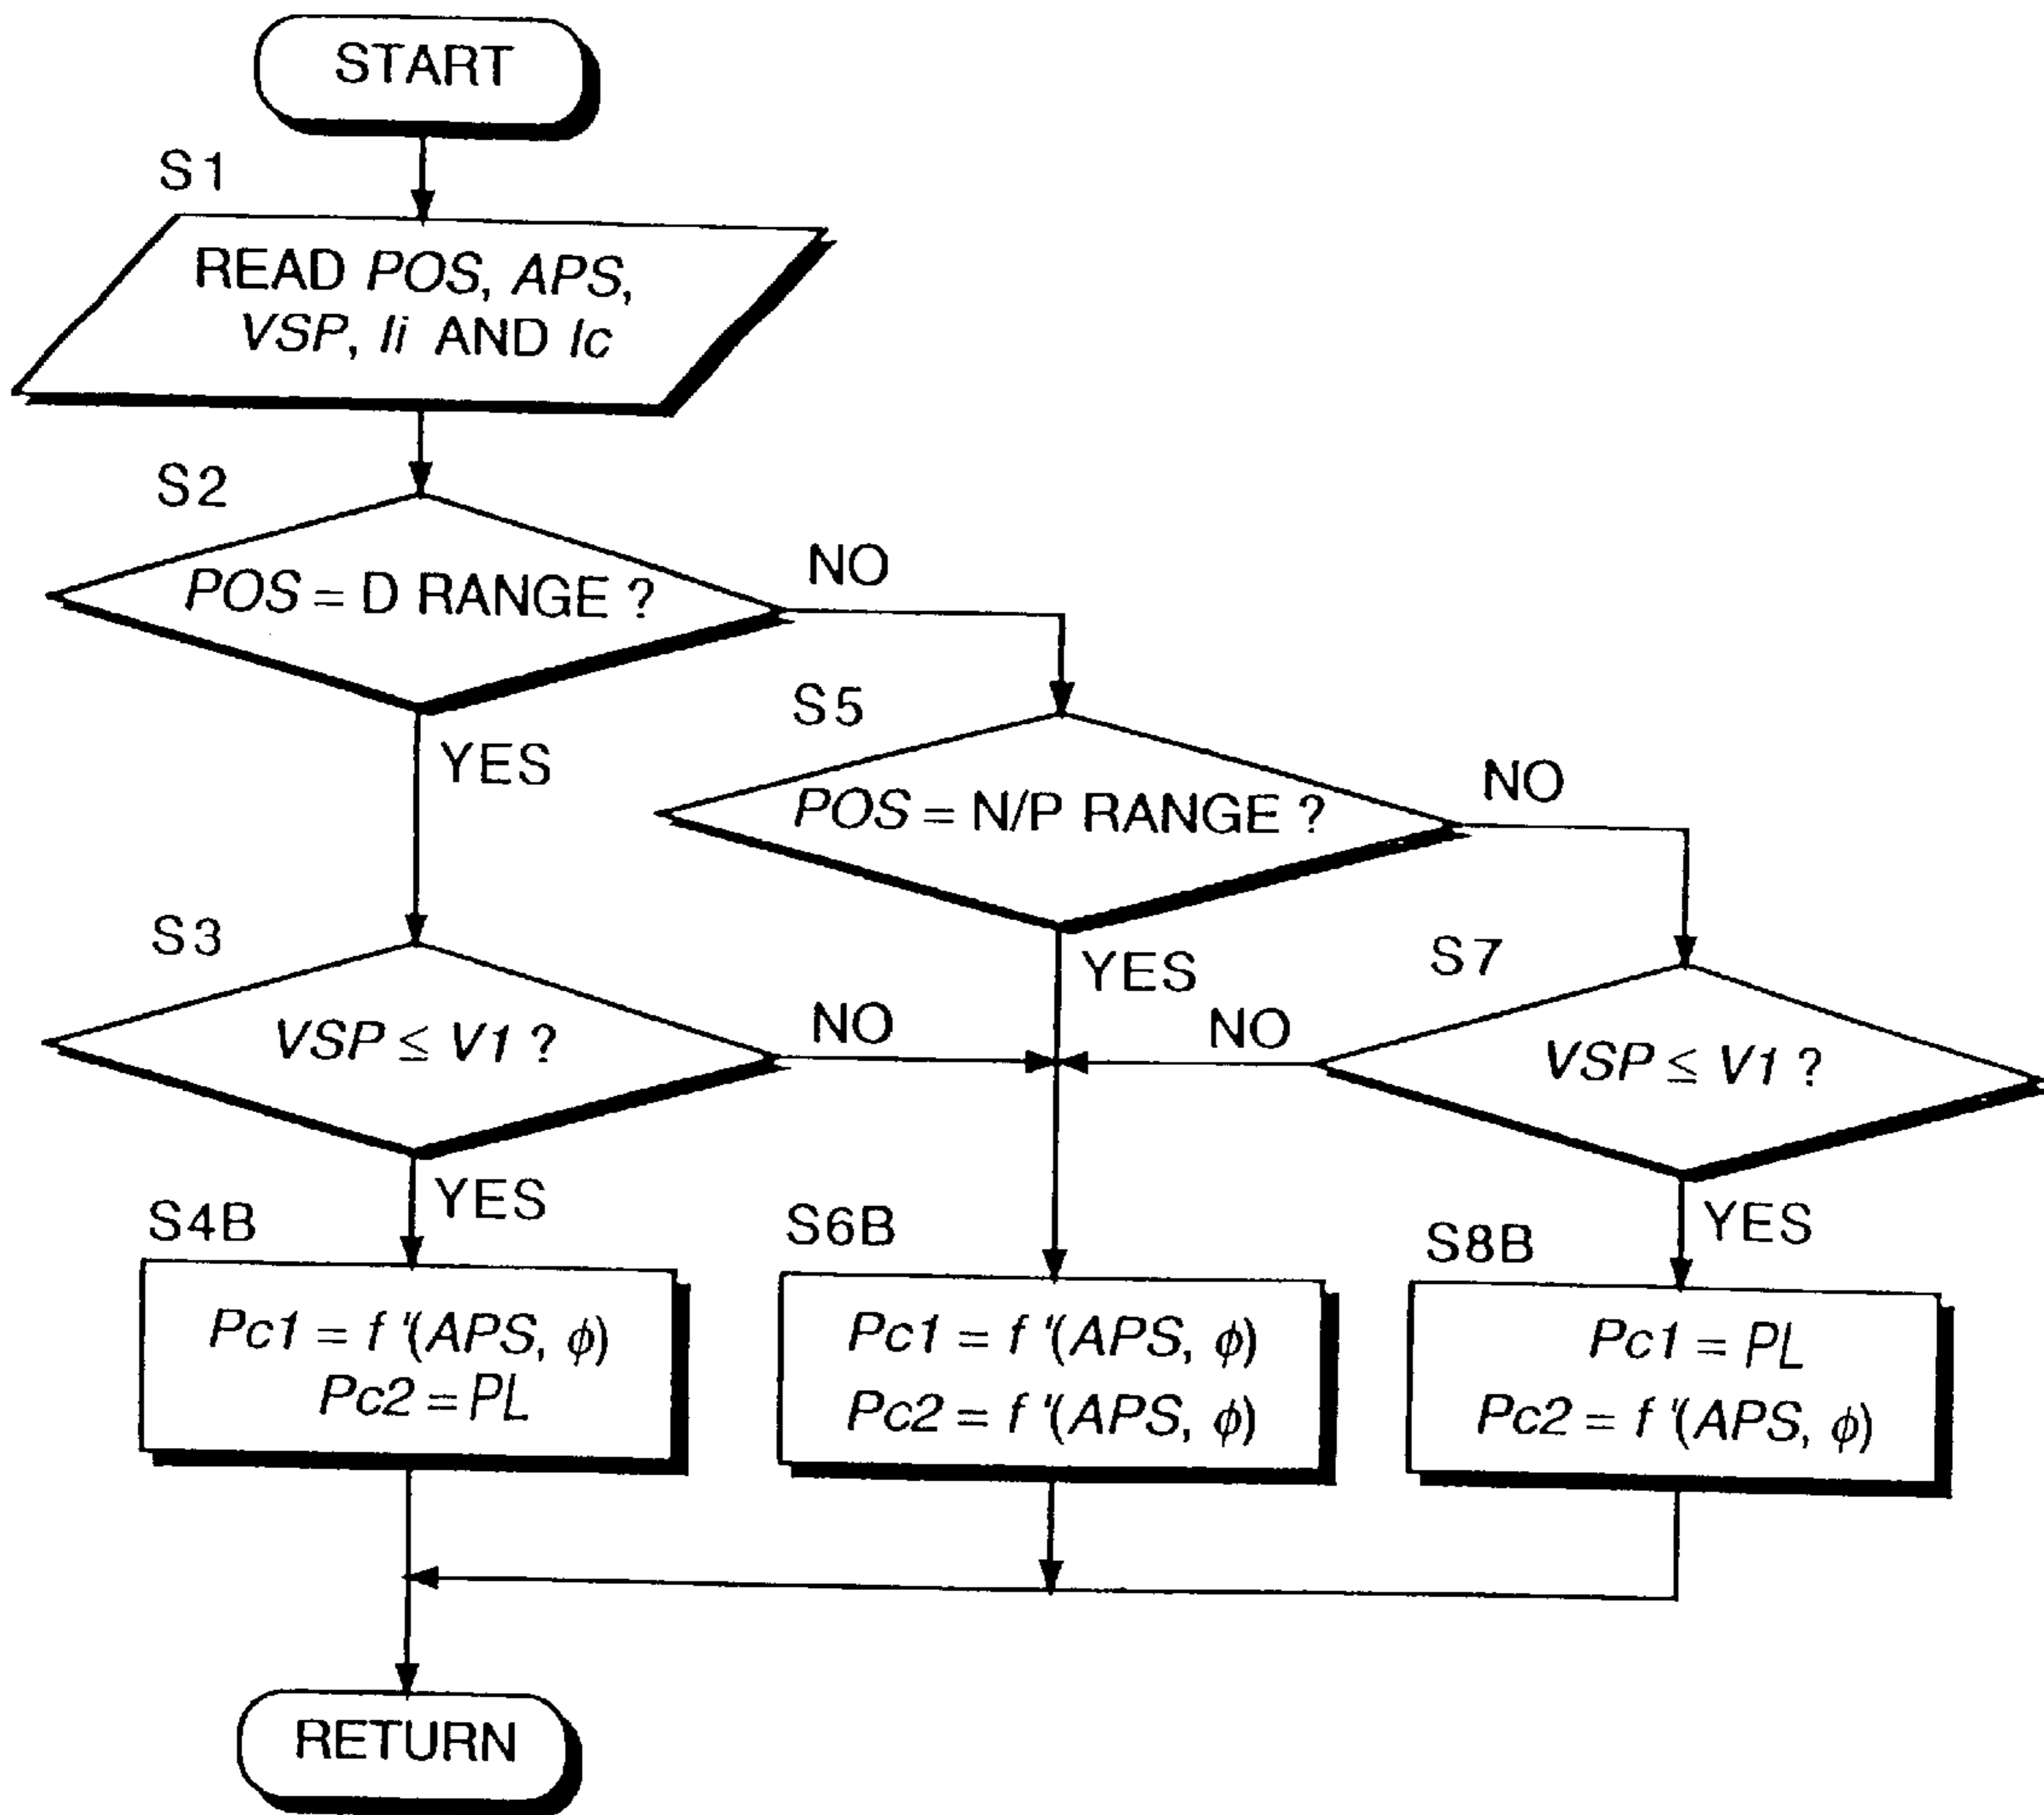 START
S1
READ POS, APS,
VSP, Ii AND Ic
S2
POS = D RANGE ?
NO
YES
S5
POS = N/P RANGE ?
NO
YES
S3
VSP ≤ V1 ?
NO
YES
S7
VSP ≤ V1 ?
NO
YES
S4B
Pc1 = f '(APS, ϕ)
Pc2 = PL
S6B
Pc1 = f '(APS, ϕ)
Pc2 = f '(APS, ϕ)
S8B
Pc1 = PL
Pc2 = f '(APS, ϕ)
RETURN